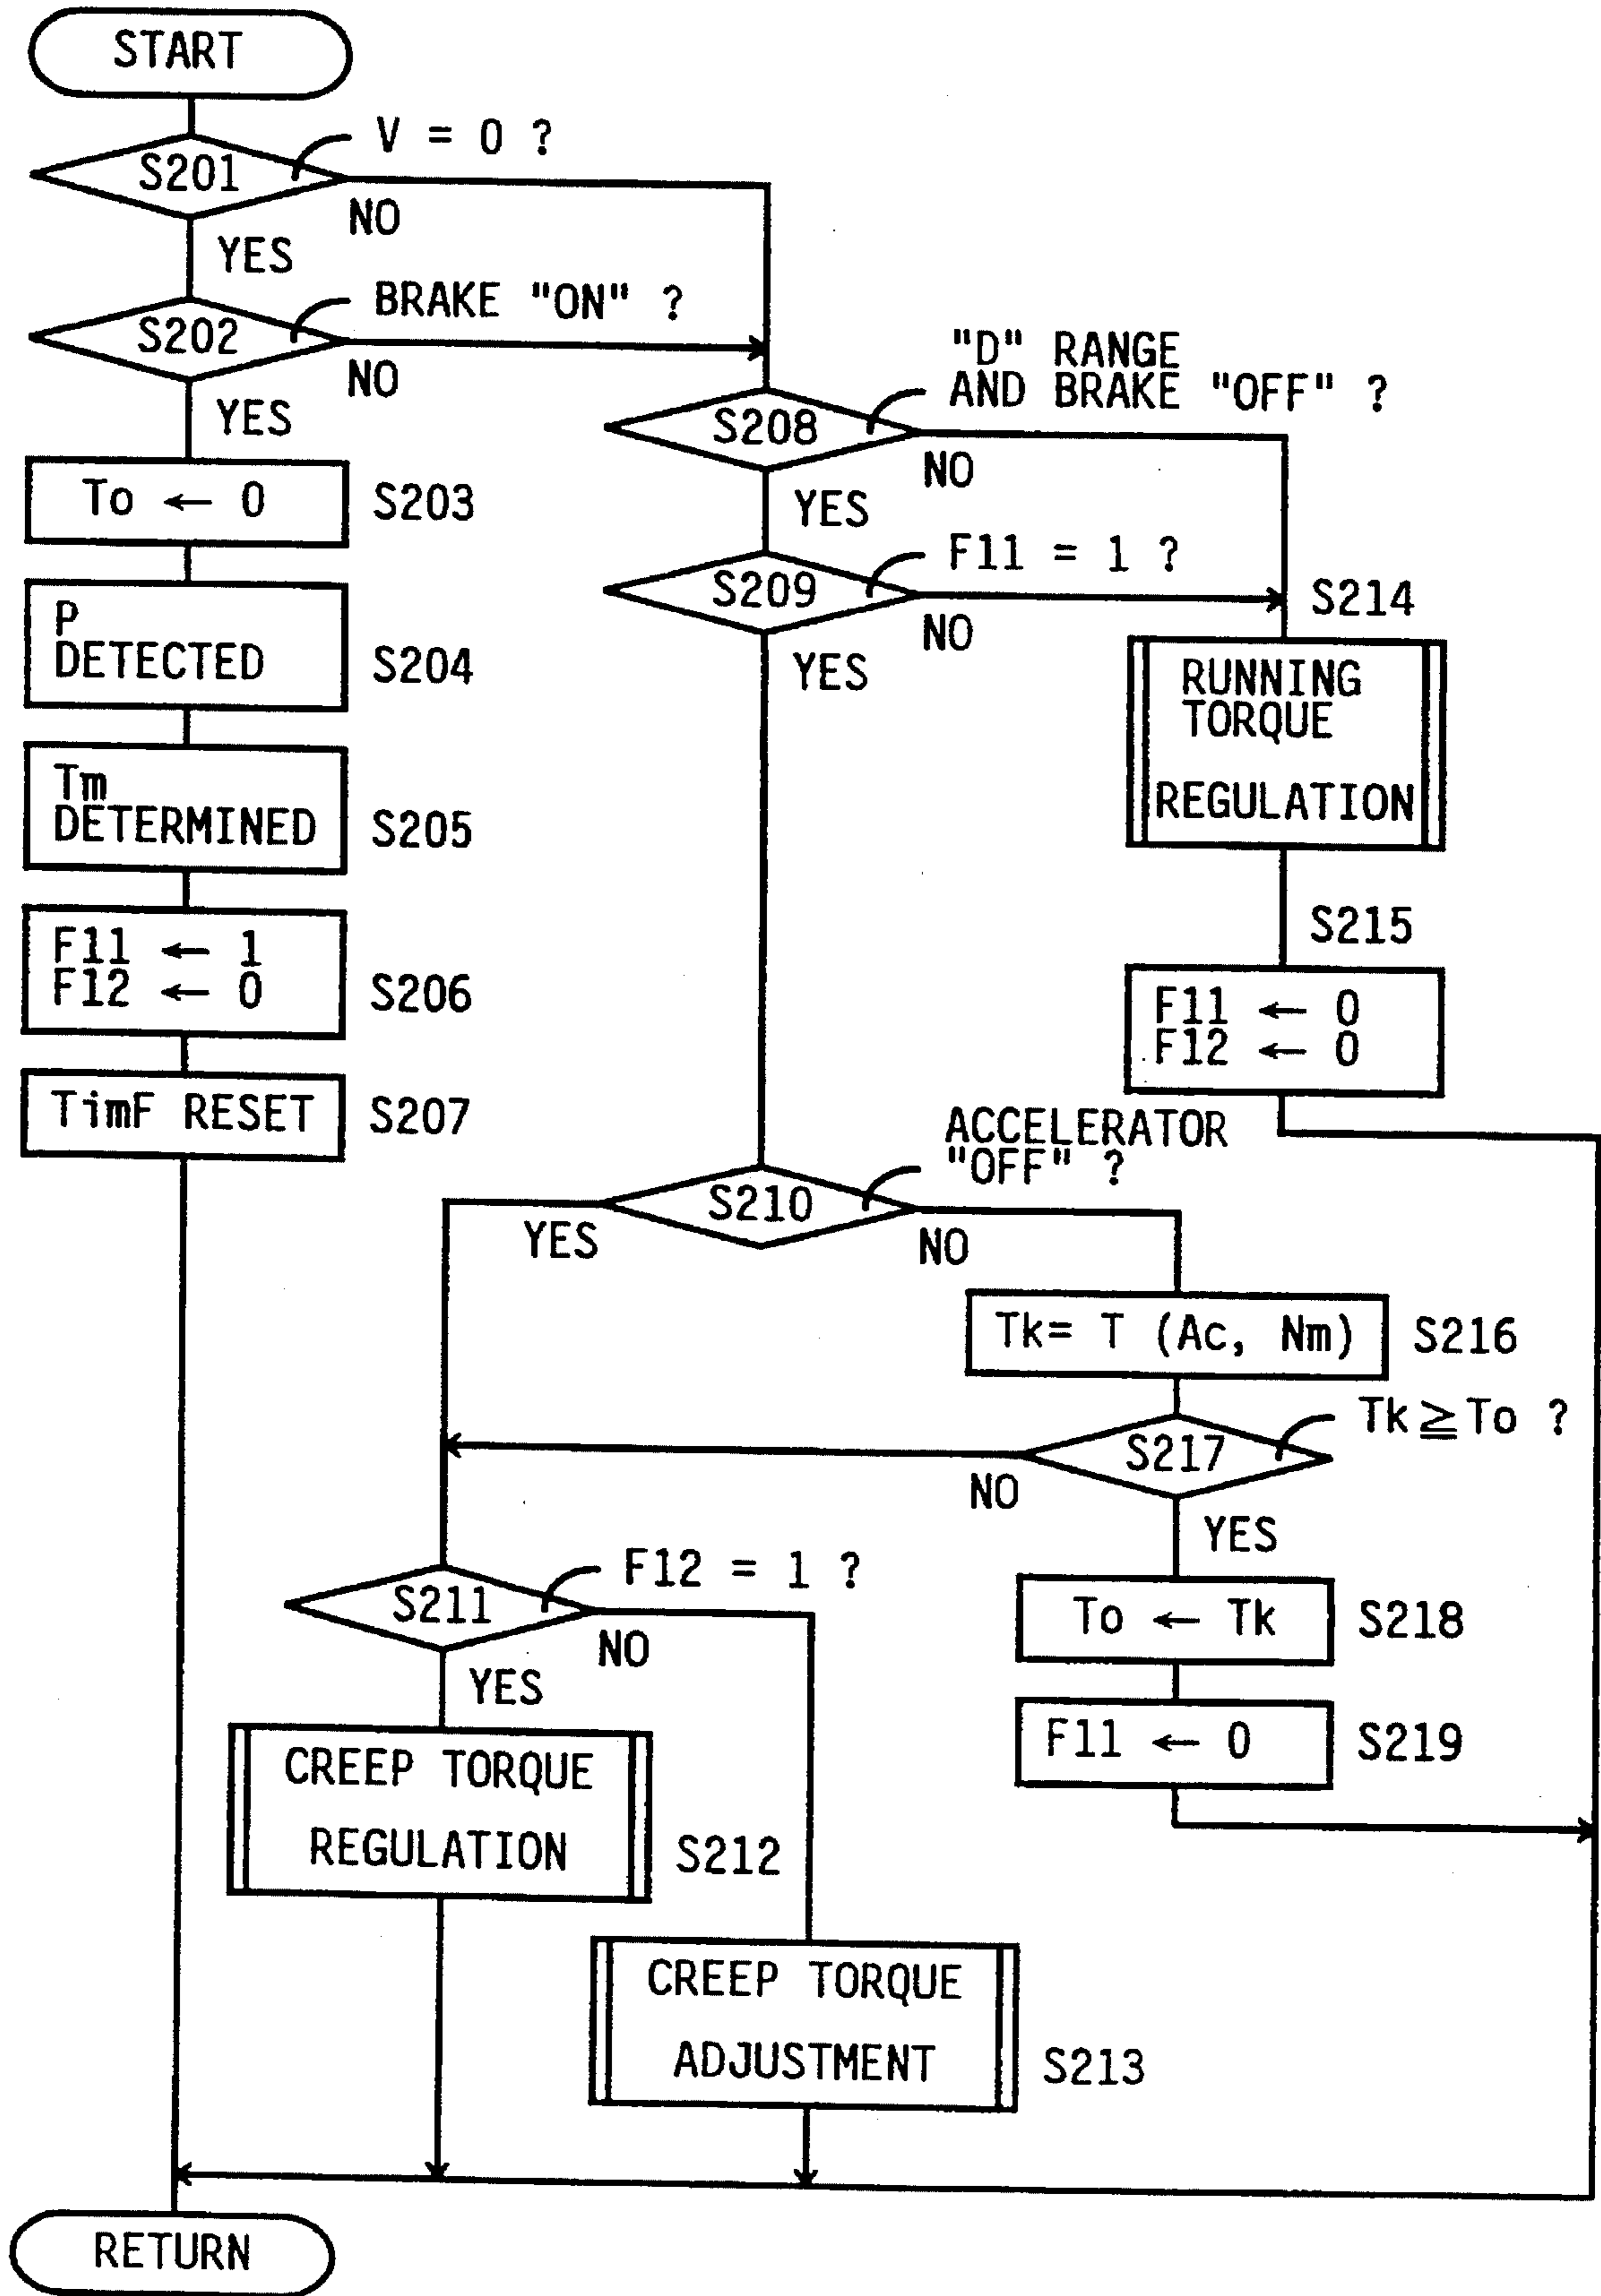 START
V = 0 ?
S201
NO
YES
BRAKE "ON" ?
S202
NO
YES
"D" RANGE
AND BRAKE "OFF" ?
S208
NO
YES
To ← 0
S203
F11 = 1 ?
S209
NO
YES
P
DETECTED
S204
S214
RUNNING
TORQUE
REGULATION
Tm
DETERMINED
S205
F11 ← 1
F12 ← 0
S206
S215
F11 ← 0
F12 ← 0
TimF RESET
S207
ACCELERATOR
"OFF" ?
S210
YES
NO
Tk= T (Ac, Nm)
S216
Tk ≧ To ?
S217
NO
YES
F12 = 1 ?
S211
NO
YES
To ← Tk
S218
F11 ← 0
S219
CREEP TORQUE
REGULATION
S212
CREEP TORQUE
ADJUSTMENT
S213
RETURN